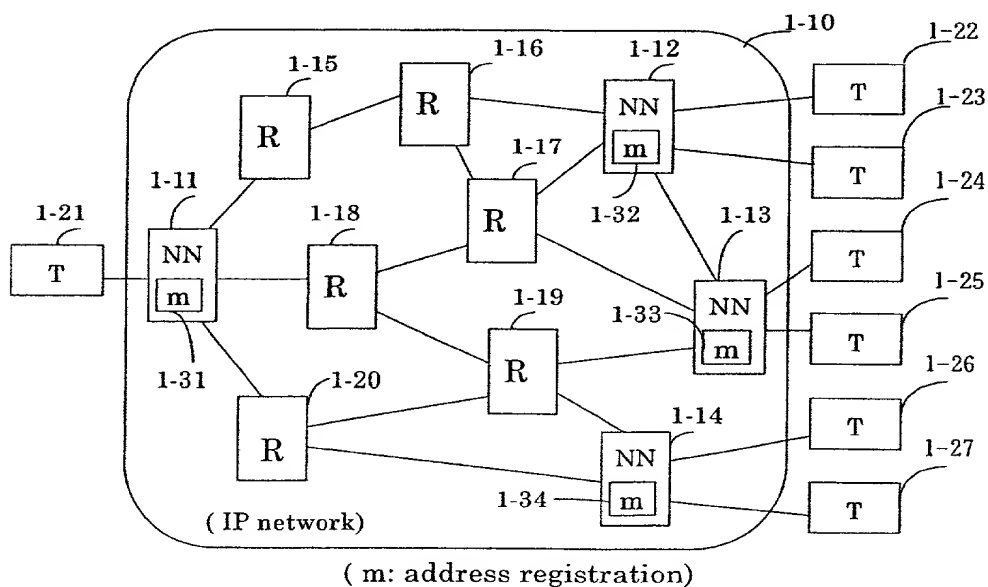 1-10
1-22
1-16
1-12
1-15
T
1-23
R
NN
R
m
1-17
T
1-24
1-11
1-32
1-21
1-18
R
1-13
T
NN
T
m
R
NN
1-25
1-19
1-33
m
T
1-31
1-20
R
1-26
1-14
T
R
NN
1-27
1-34
m
T
( IP network)
( m: address registration)